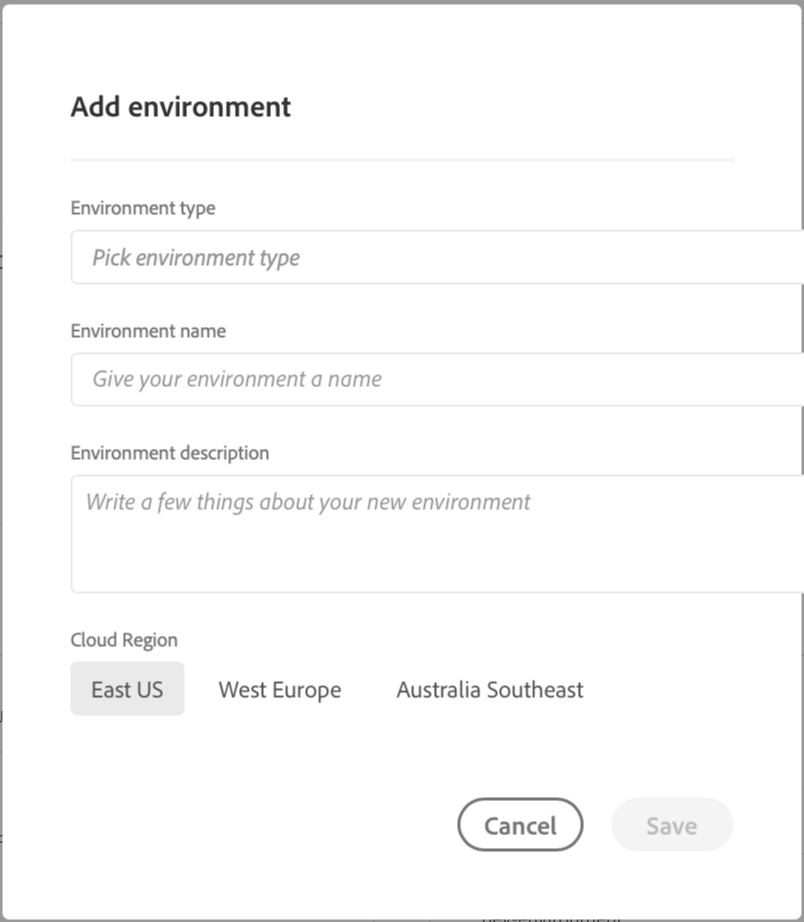 Add environment
Environment type
Pick environment type
Environment name
Give your environment a name
Environment description
Write a few things about your new environment
Cloud Region
East US West Europe Australia Southeast
Cancel Save